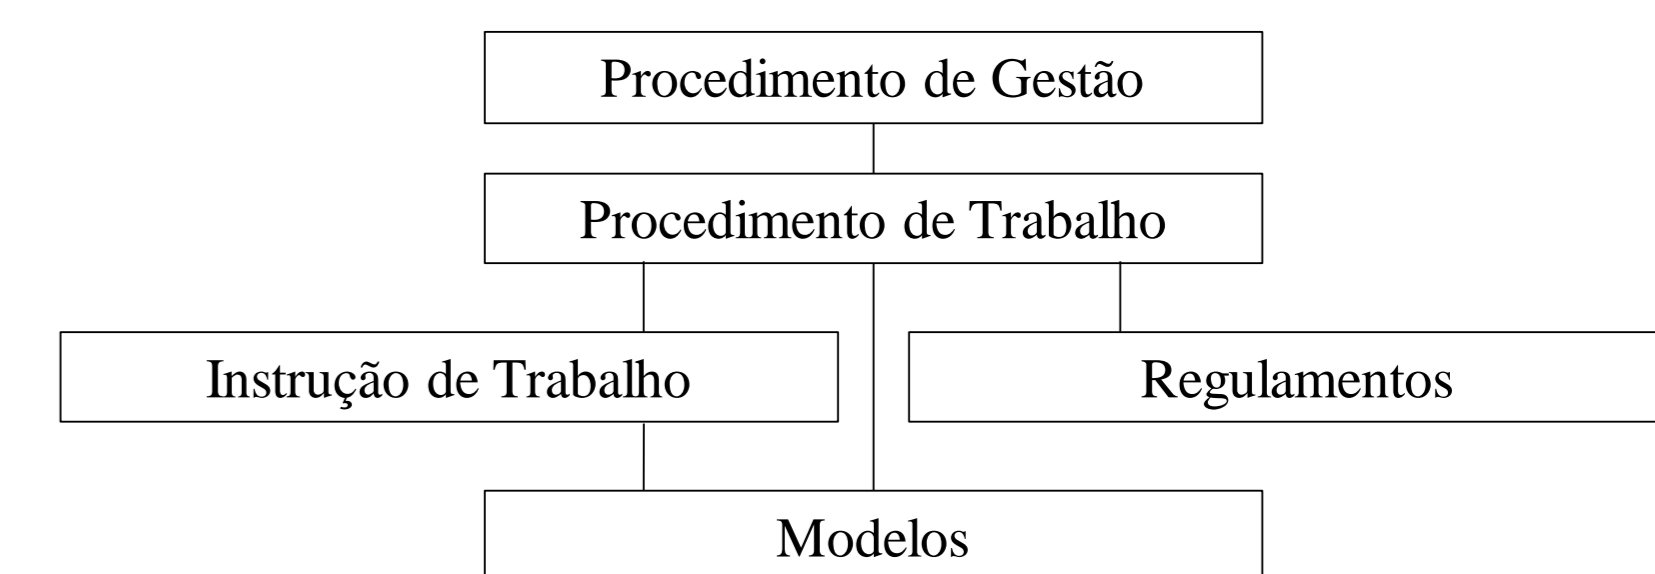 Procedimento de Gestão
Procedimento de Trabalho
Instrução de Trabalho
Regulamentos
Modelos